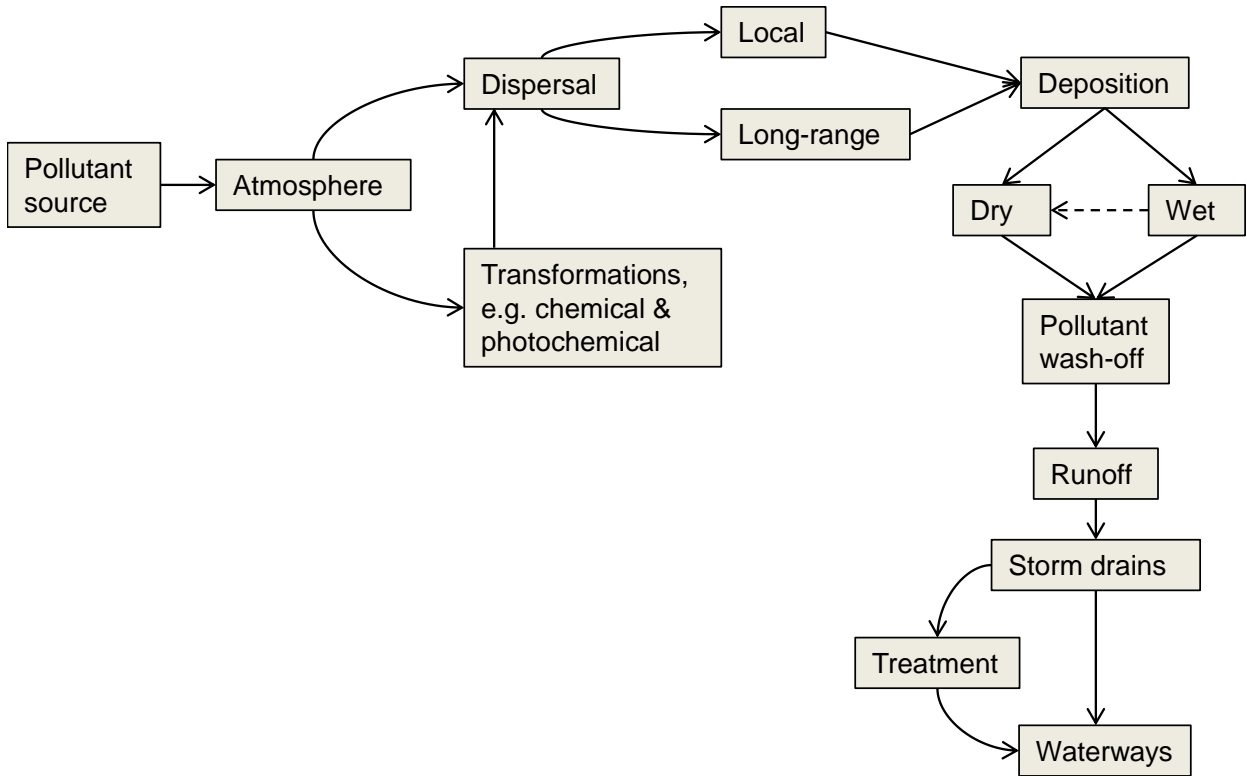 Pollutant
source
Atmosphere
Dispersal
Transformations,
e.g. chemical &
photochemical
Local
Long-range
Deposition
Dry
Wet
Pollutant
wash-off
Runoff
Storm drains
Treatment
Waterways